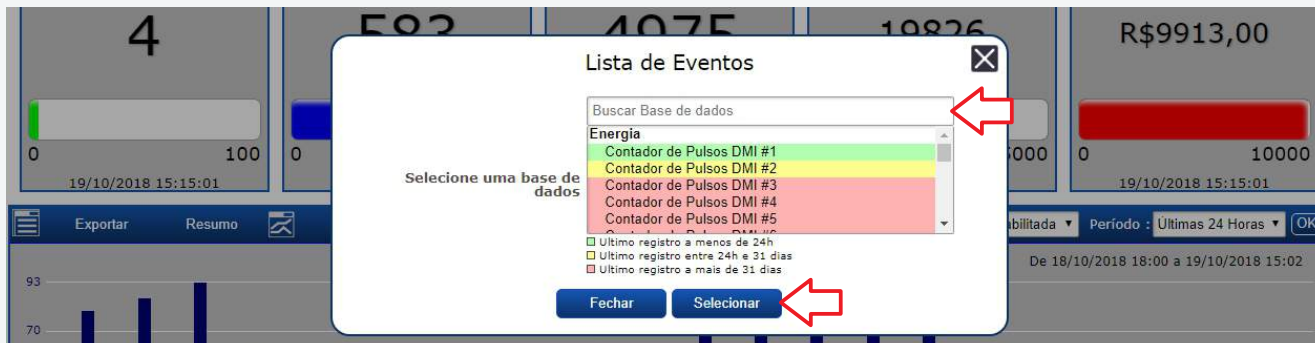 4
583
4975
19826
R$9913,00
Lista de Eventos
Buscar Base de dados
Energia
Contador de Pulsos DMI #1
Contador de Pulsos DMI #2
Selecione uma base de dados
Contador de Pulsos DMI #3
Contador de Pulsos DMI #4
Contador de Pulsos DMI #5
0 100 0 5000 0 10000
19/10/2018 15:15:01
19/10/2018 15:15:01
Ultimo registro a menos de 24h
Ultimo registro entre 24h e 31 dias
Ultimo registro a mais de 31 dias
Fechar Selecionar
Exportar Resumo
Período : Últimas 24 Horas OK
De 18/10/2018 18:00 a 19/10/2018 15:02
93
70